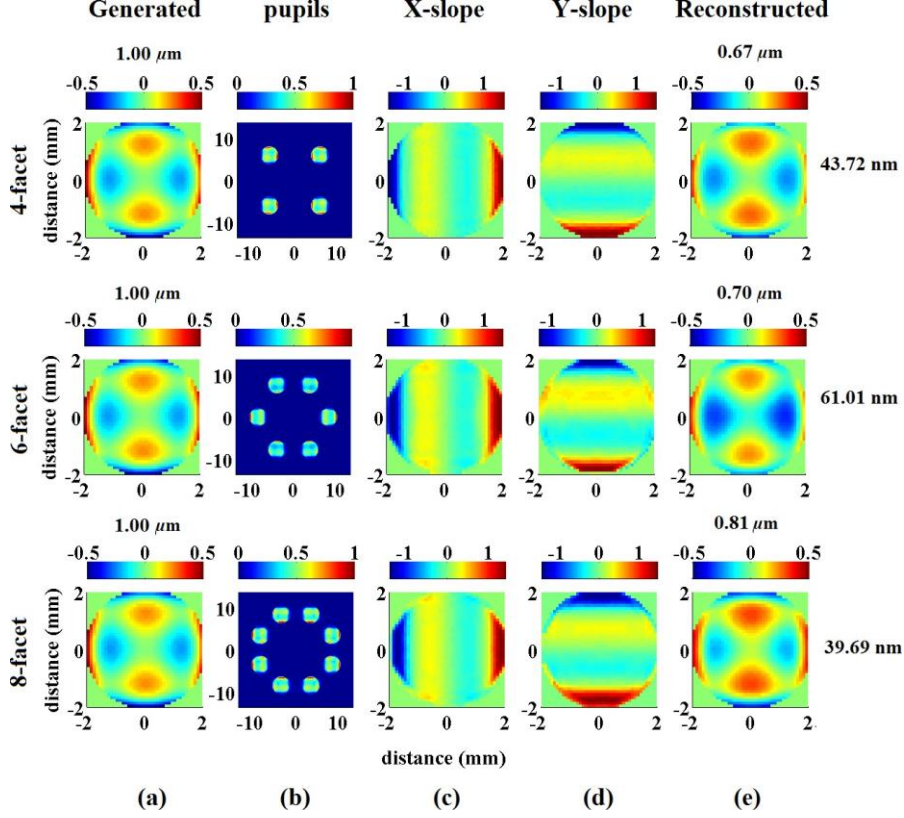 Generated pupils X-slope Y-slope Reconstructed
1.00 μm 0.67 μm
-0.5 0 0.5 0 0.5 1 -1 0 1 -1 0 1 -0.5 0 0.5
4-facet
distance (mm)
2 0 -2
10 0 -10
2 0 -2
2 0 -2
2 0 -2
43.72 nm
-2 0 2 -10 0 10 -2 0 2 -2 0 2 -2 0 2
1.00 μm 0.70 μm
-0.5 0 0.5 0 0.5 -1 0 1 -1 0 1 -0.5 0 0.5
6-facet
distance (mm)
2 0 -2
10 0 -10
2 0 -2
2 0 -2
2 0 -2
61.01 nm
-2 0 2 -10 0 10 -2 0 2 -2 0 2 -2 0 2
1.00 μm 0.81 μm
-0.5 0 0.5 0 0.5 1 -1 0 1 -1 0 1 -0.5 0 0.5
8-facet
distance (mm)
2 0 -2
10 0 -10
2 0 -2
2 0 -2
2 0 -2
39.69 nm
-2 0 2 -10 0 10 -2 0 2 -2 0 2 -2 0 2
distance (mm)
(a) (b) (c) (d) (e)